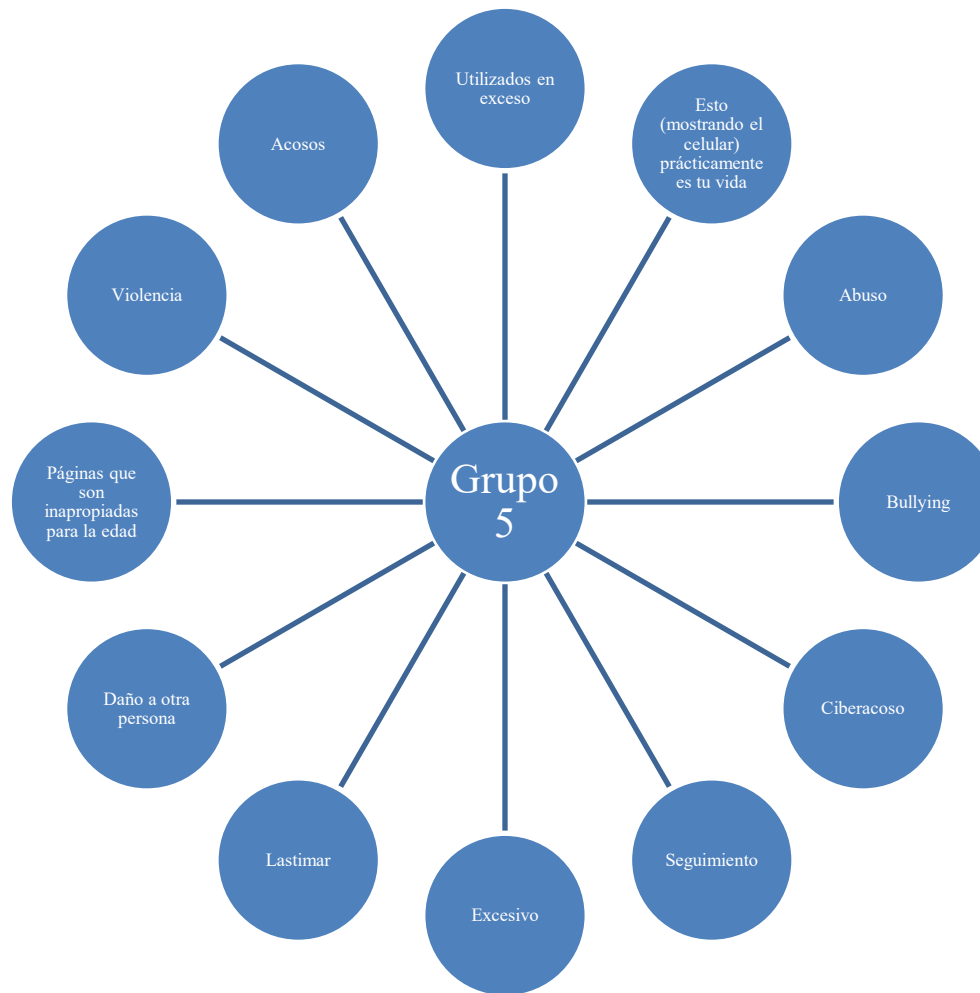 Utilizados en
exceso
Esto
(mostrando el
celular)
prácticamente
es tu vida
Abuso
Bullying
Ciberacoso
Seguimiento
Excesivo
Lastimar
Daño a otra
persona
Páginas que
son
inapropiadas
para la edad
Violencia
Acosos
Grupo
5